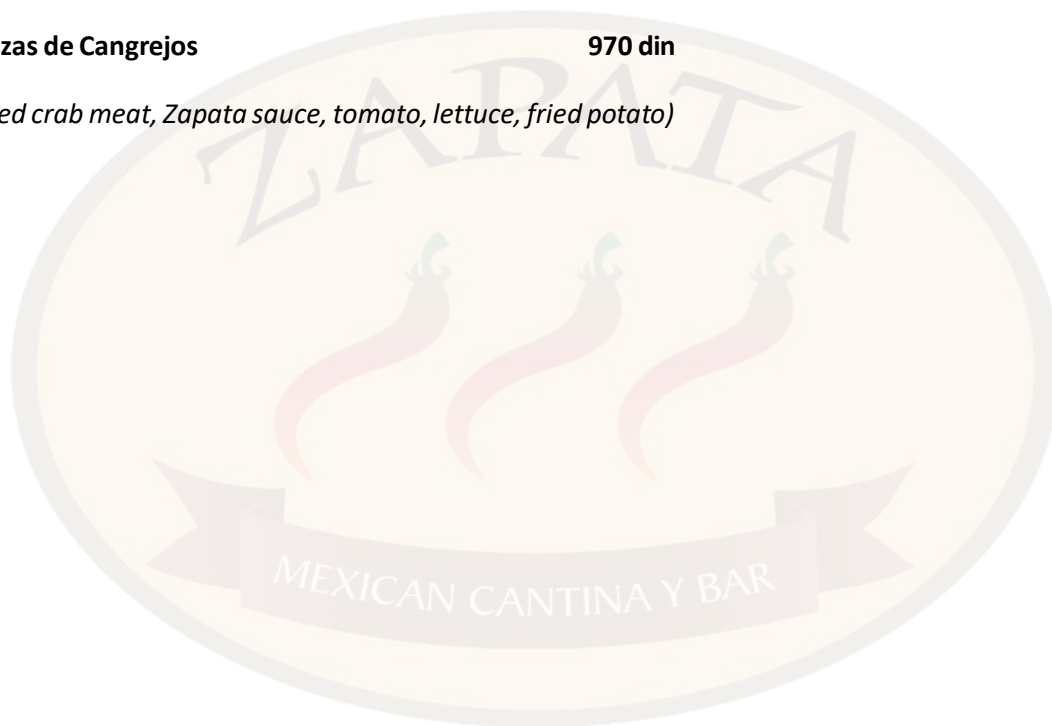 zas de Cangrejos 970 din
ed crab meat, Zapata sauce, tomato, lettuce, fried potato)
ZAPATA
MEXICAN CANTINA Y BAR